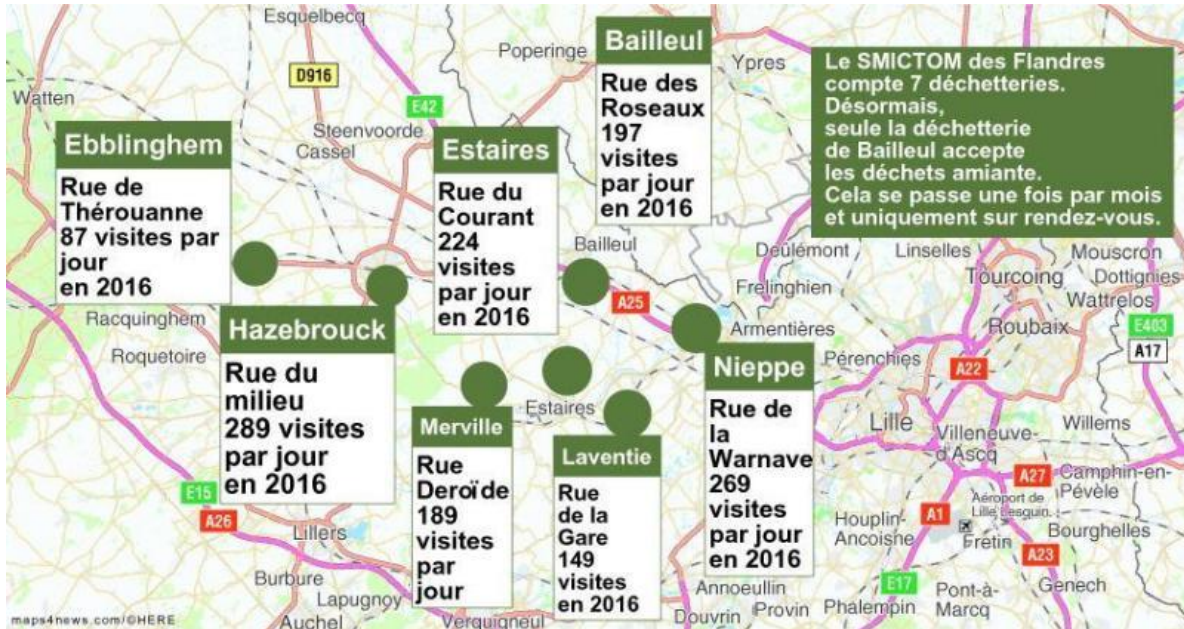 Esquelbecq
Bailleul
Rue des
Roseaux
197
visites
par jour
en 2016
Le SMICTOM des Flandres
compte 7 déchetteries.
Désormais,
seule la déchetterie
de Bailleul accepte
les déchets amiante.
Cela se passe une fois par mois
et uniquement sur rendez-vous.
Poperinge
Ypres
D916
Watten
E42
Steenvoorde
Cassel
Ebblinghem
Rue de
Thérouanne
87 visites par
jour
en 2016
Estaires
Rue du
Courant
224
visites
par jour
en 2016
Bailleul
Deûlémont
Linselles
Mouscron
Tourcoing
Dottignies
Frelinghien
Wattrelos
A25
Racquinghem
Armentières
Roubaix
E403
A17
Roquetoire
Pérenchies
A22
Hazebrouck
Rue du
milieu
289 visites
par jour
en 2016
Nieppe
Rue de
la
Warnave
269
visites
par jour
en 2016
Estaires
Merville
Rue
Deroïde
189
visites
par
jour
Laventie
Rue
de la
Gare
149
visites
en 2016
Lille
Villeneuve-
d'Ascq
Willems
A27
Camphin-en-
Pévèle
E15
A26
Lillers
Houplin-
Ancoisne
A1
Aéroport de
Lille Lesquin.
Fretin
Bourghelles
A23
Burbure
Lapugnoy
Auchel
Verquigneul
Annoeullin
Provin
Douvrin
Phalempin
E17
Pont-à-
Marcq
Genech
maps4news.com/©HERE